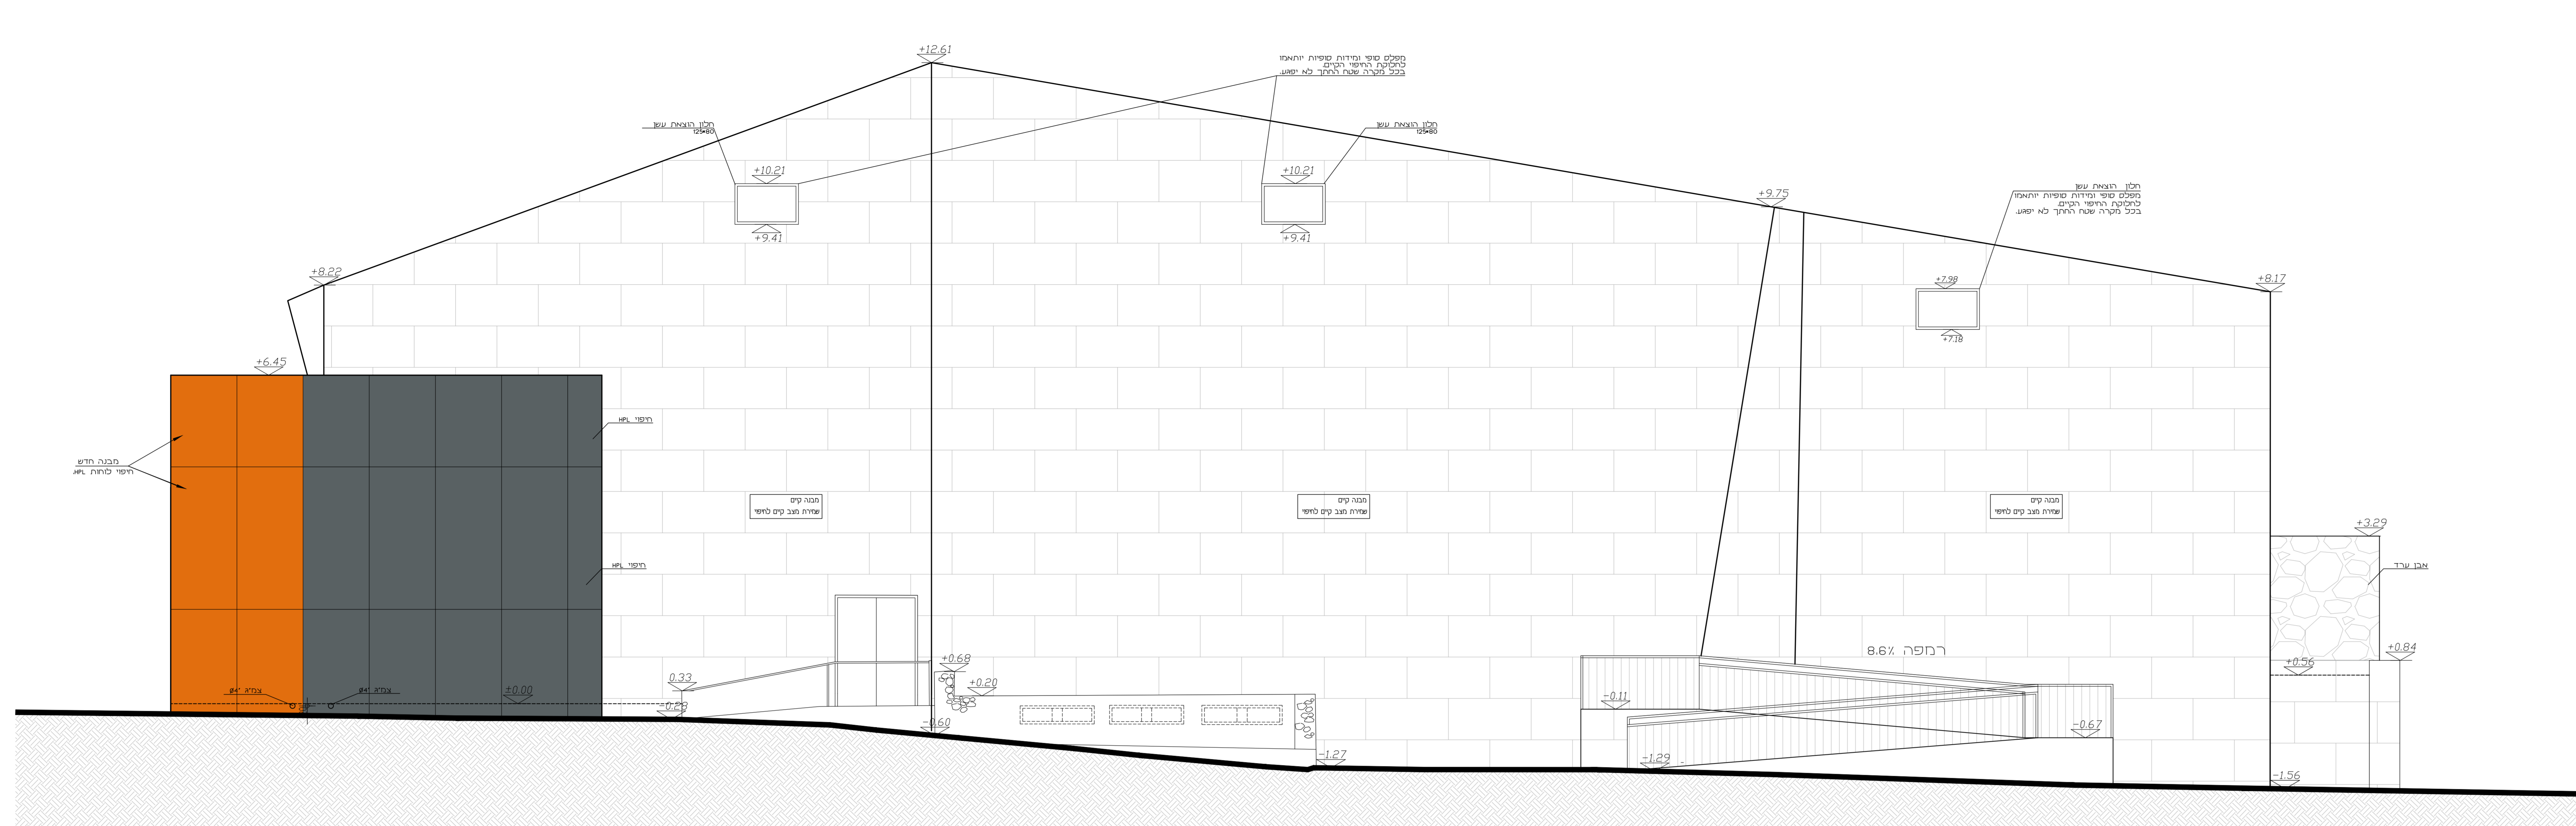 +12.61
מפלס סופי ומידות סופיות יותאמו
לחלוקת החיפוי הקיים.
בכל מקרה שטח החתך לא יפגע.
חלון הוצאת עשן
125*80
חלון הוצאת עשן
125*80
+10.21
+9.41
+10.21
+9.41
+9.75
חלון הוצאת עשן
מפלס סופי ומידות סופיות יותאמו
לחלוקת החיפוי הקיים.
בכל מקרה שטח החתך לא יפגע.
+8.22
+7.98
+7.18
+8.17
+6.45
חיפוי HPL
מבנה חדש
חיפוי לוחות HPL.
מבנה קיים
שמירת מצב קיים לחיפוי
מבנה קיים
שמירת מצב קיים לחיפוי
מבנה קיים
שמירת מצב קיים לחיפוי
+3.29
אבן ערד
חיפוי HPL
רמפה 8.6%
+0.84
+0.68
+0.56
0.33
+0.20
צמ"ג 4"Ø
צמ"ג 4"Ø
±0.00
-0.28
-0.60
-0.11
-0.67
-1.27
-1.29
-1.56